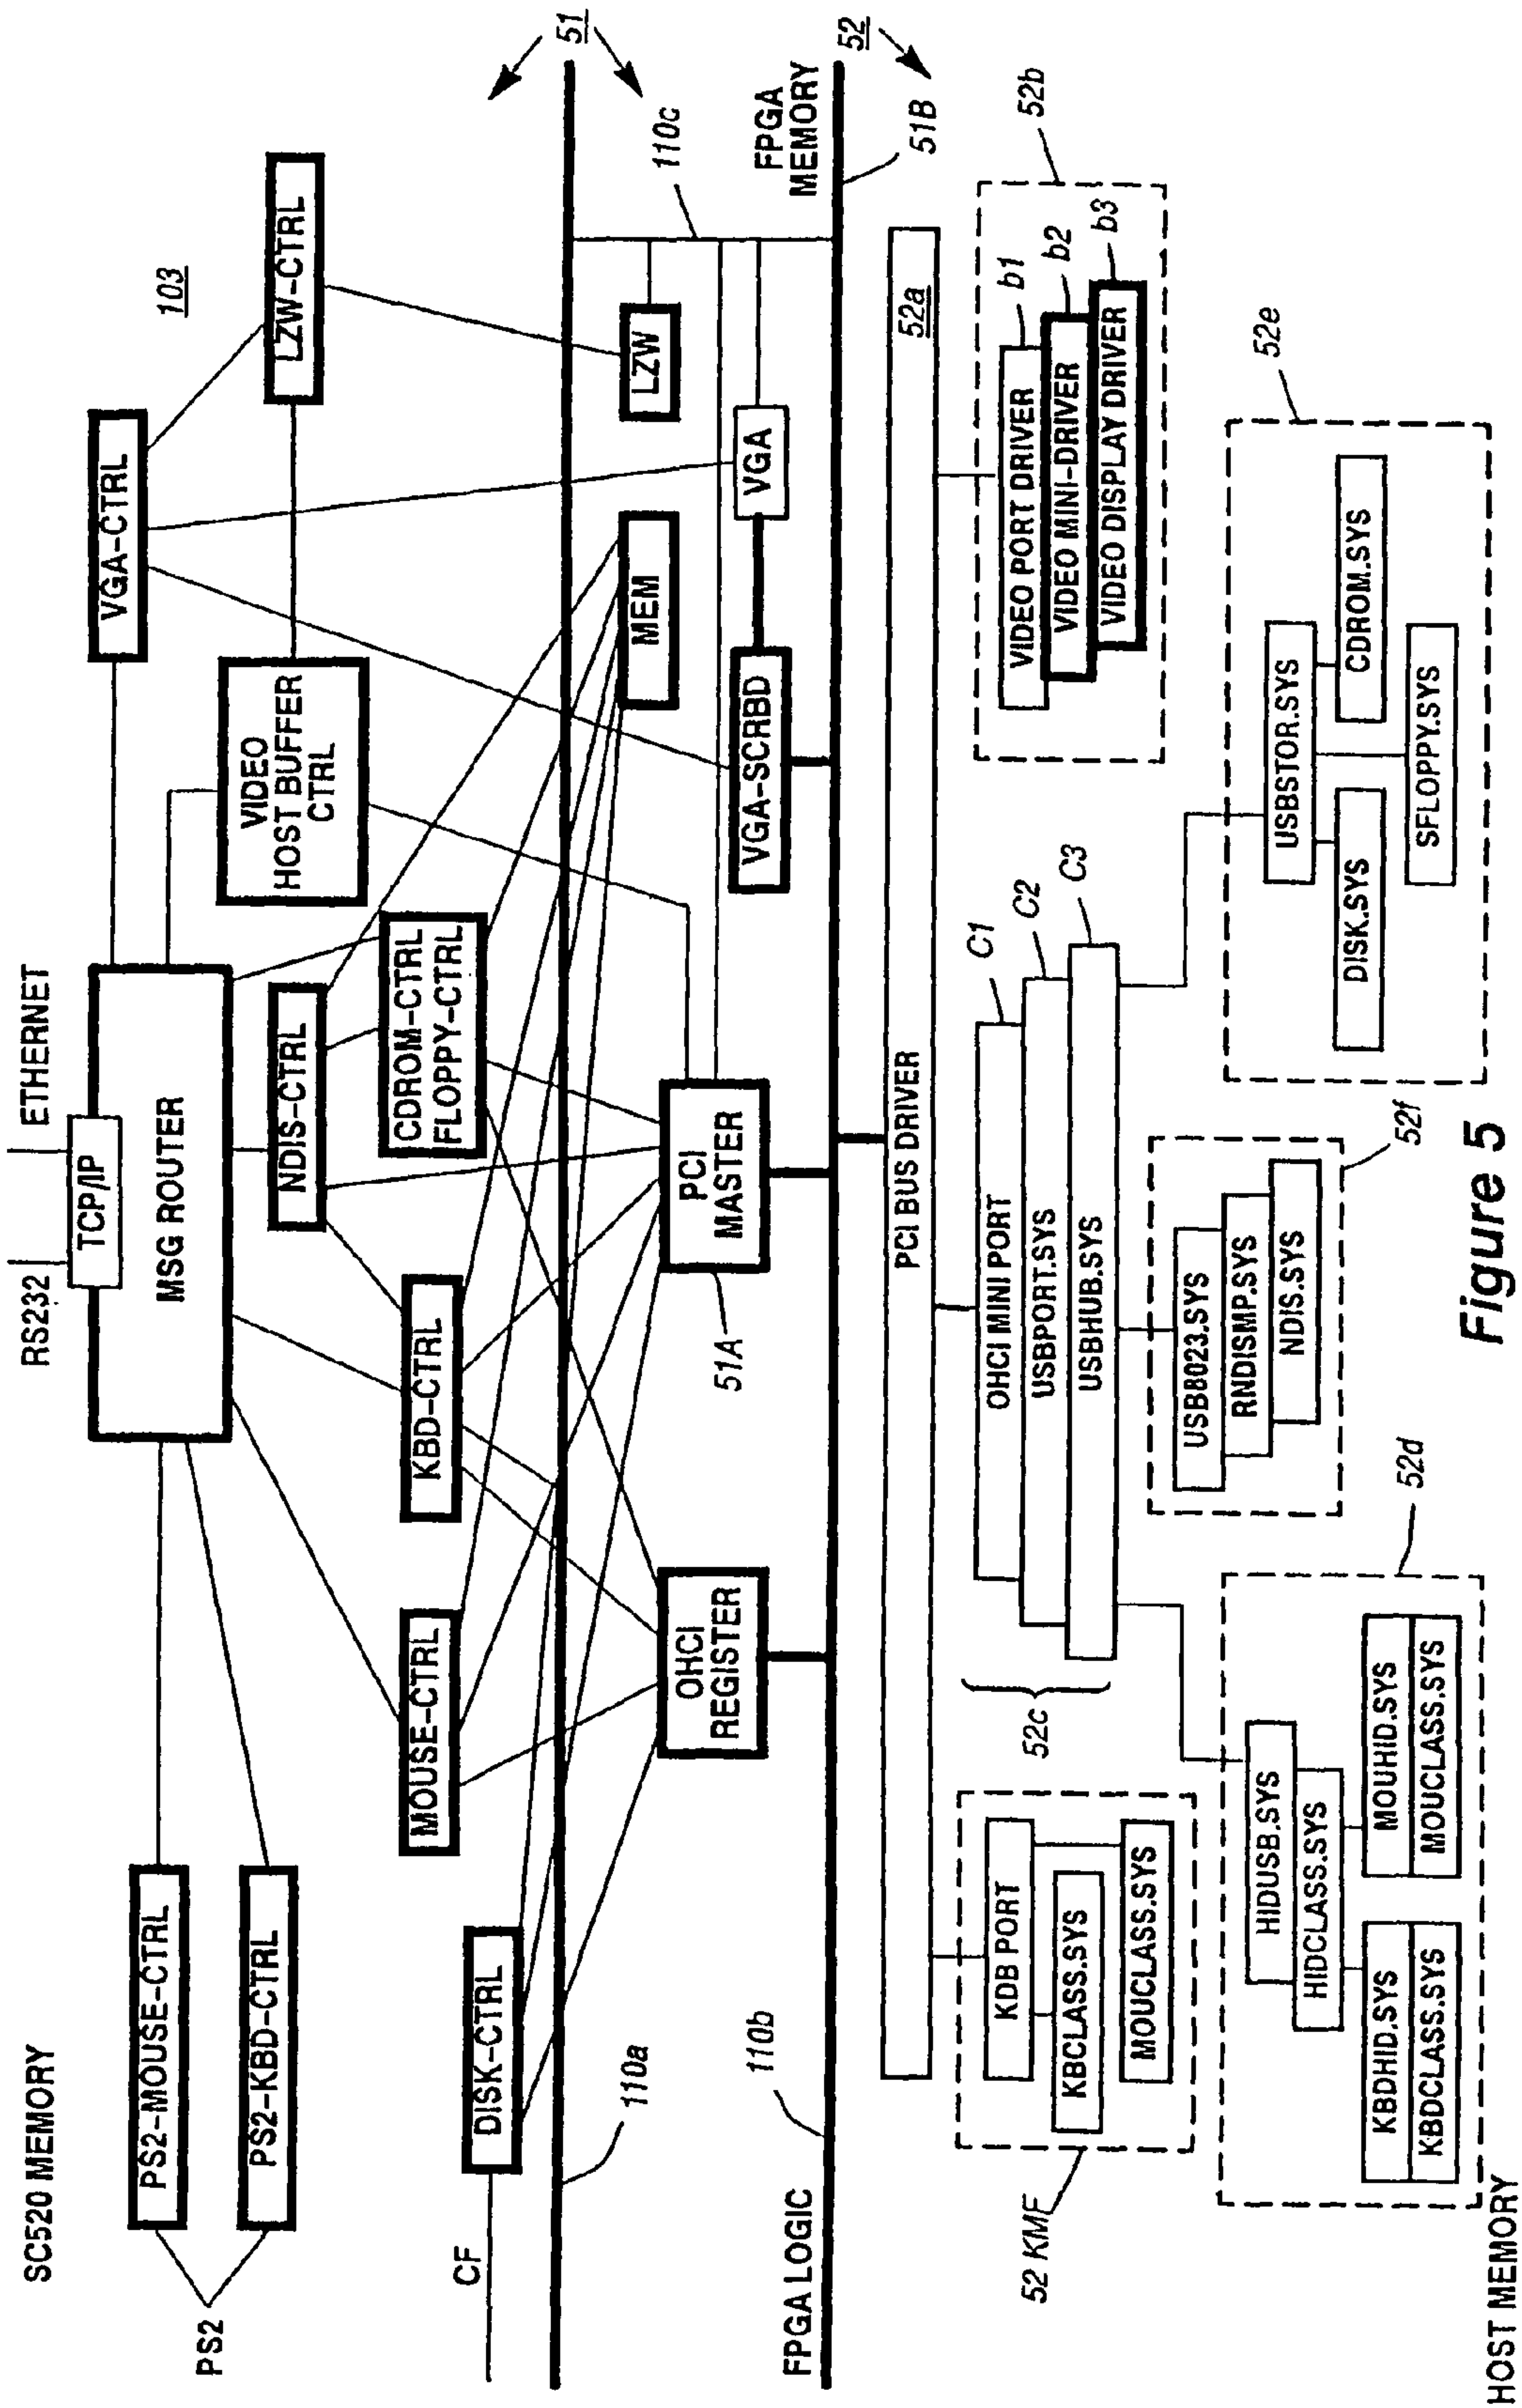 SC520 MEMORY
RS232
ETHERNET
TCP/IP
MSG ROUTER
PS2
PS2-MOUSE-CTRL
PS2-KBD-CTRL
VGA-CTRL
103
VIDEO
HOST BUFFER
CTRL
LZW-CTRL
NDIS-CTRL
CDROM-CTRL
FLOPPY-CTRL
KBD-CTRL
MOUSE-CTRL
CF
DISK-CTRL
51
110a
110c
LZW
MEM
VGA
VGA-SCRBD
PCI
MASTER
51A
OHCI
REGISTER
FPGA
MEMORY
FPGA LOGIC
110b
52
51B
PCI BUS DRIVER
52a
52b
VIDEO PORT DRIVER
b1
VIDEO MINI-DRIVER
b2
VIDEO DISPLAY DRIVER
b3
OHCI MINI PORT
C1
USBPORT.SYS
C2
USBHUB.SYS
C3
52c
KDB PORT
KBCLASS.SYS
MOUCLASS.SYS
52 KMF
USB8023.SYS
RNDISMP.SYS
NDIS.SYS
52f
52e
USBSTOR.SYS
DISK.SYS
CDROM.SYS
SFLOPPY.SYS
52d
HIDUSB.SYS
HIDCLASS.SYS
KBDHID.SYS
KBDCLASS.SYS
MOUHID.SYS
MOUCLASS.SYS
HOST MEMORY
Figure 5